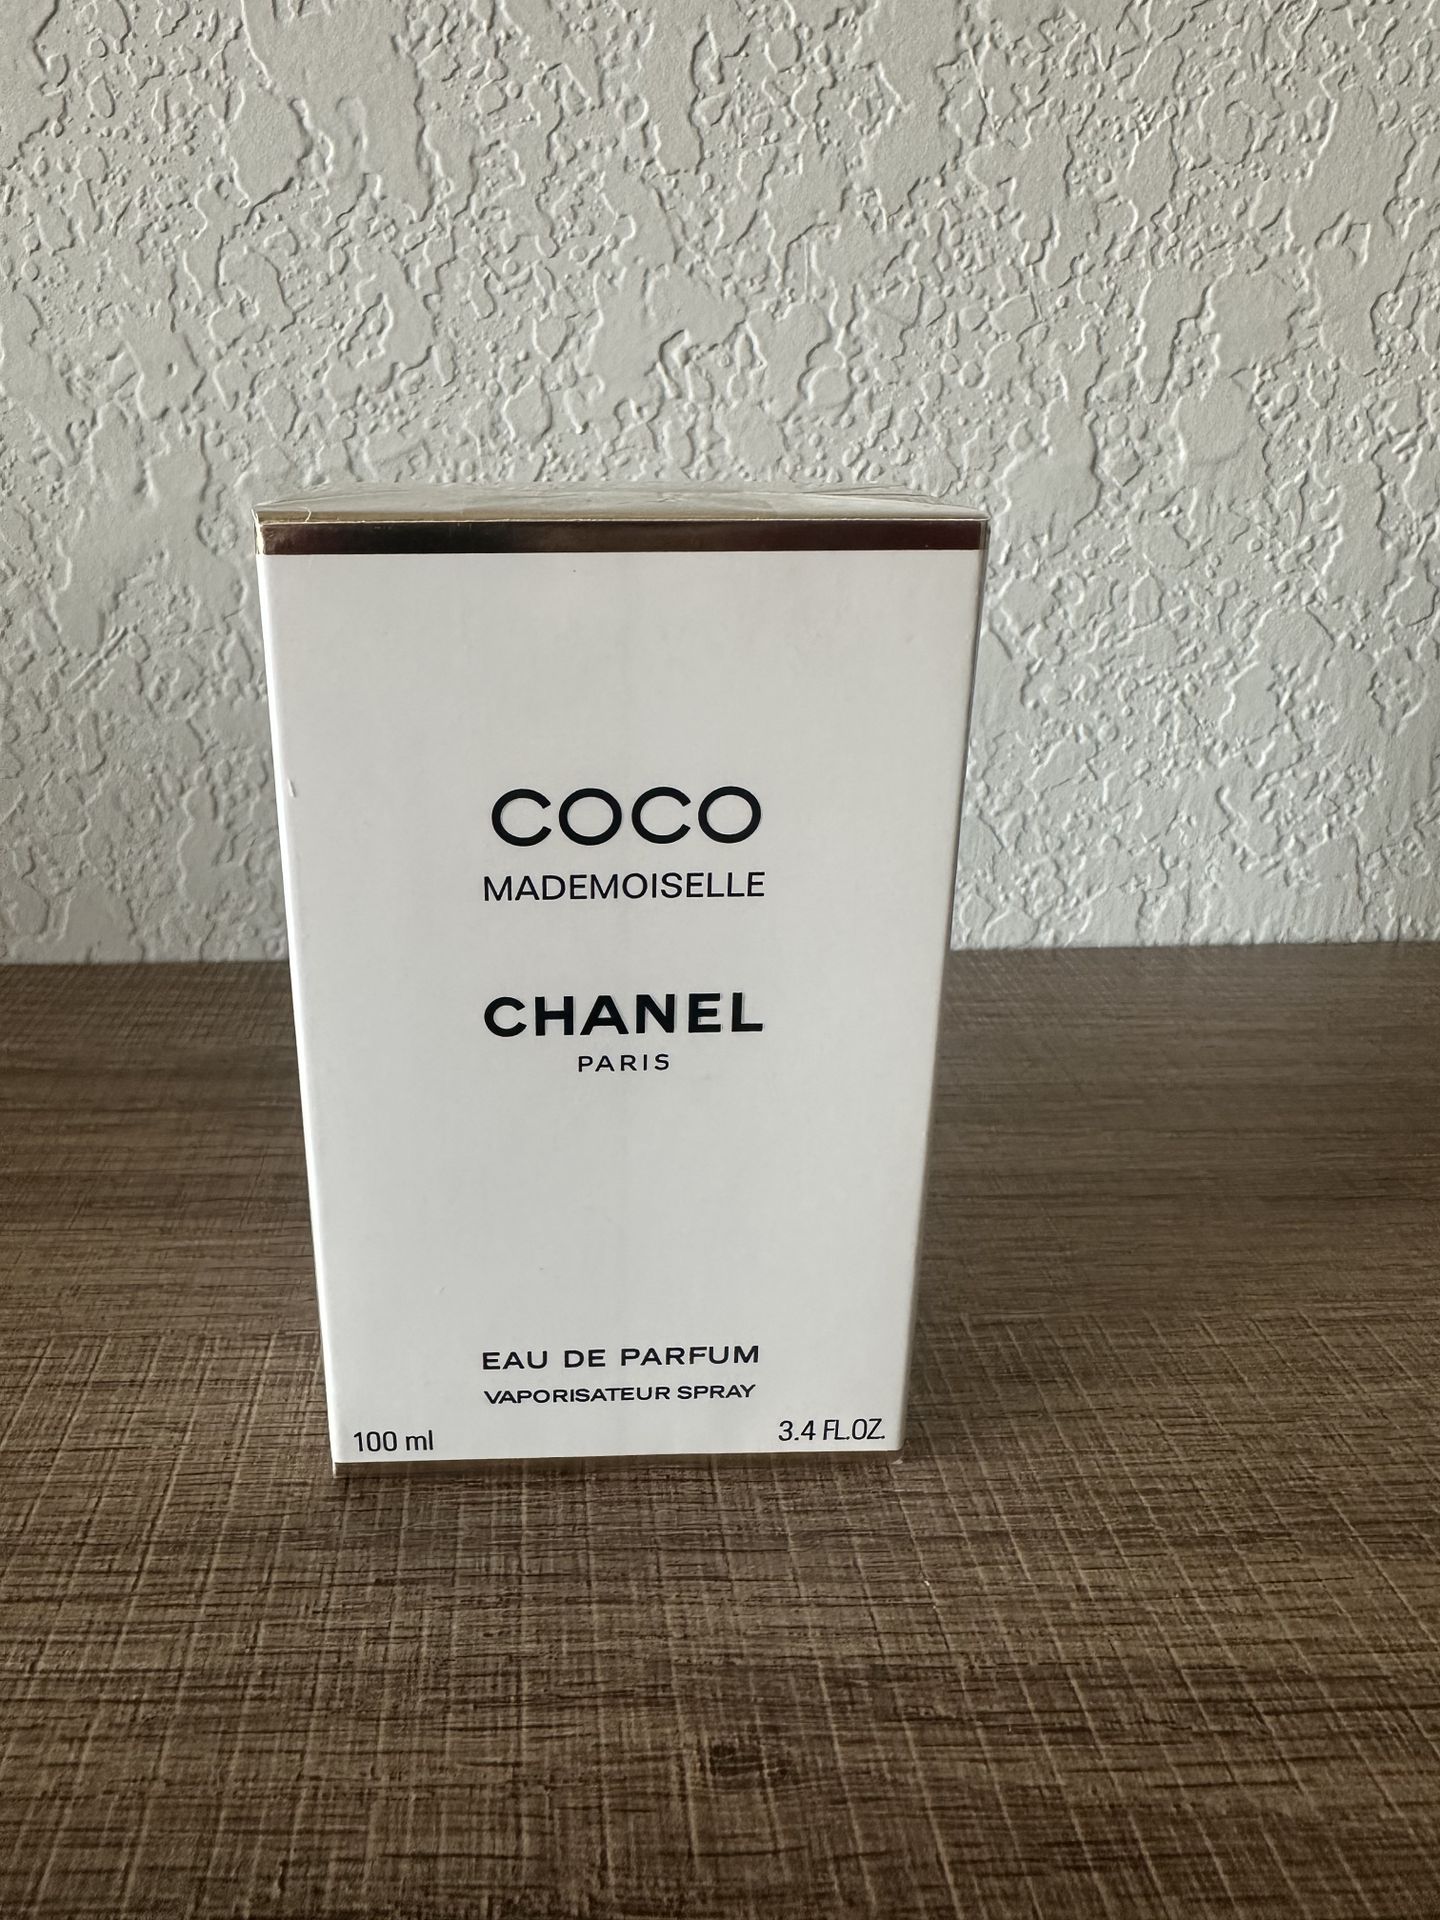 COCO
MADEMOISELLE
CHANEL
PARIS
EAU DE PARFUM
VAPORISATEUR SPRAY
100 ml 3.4 FL.OZ.